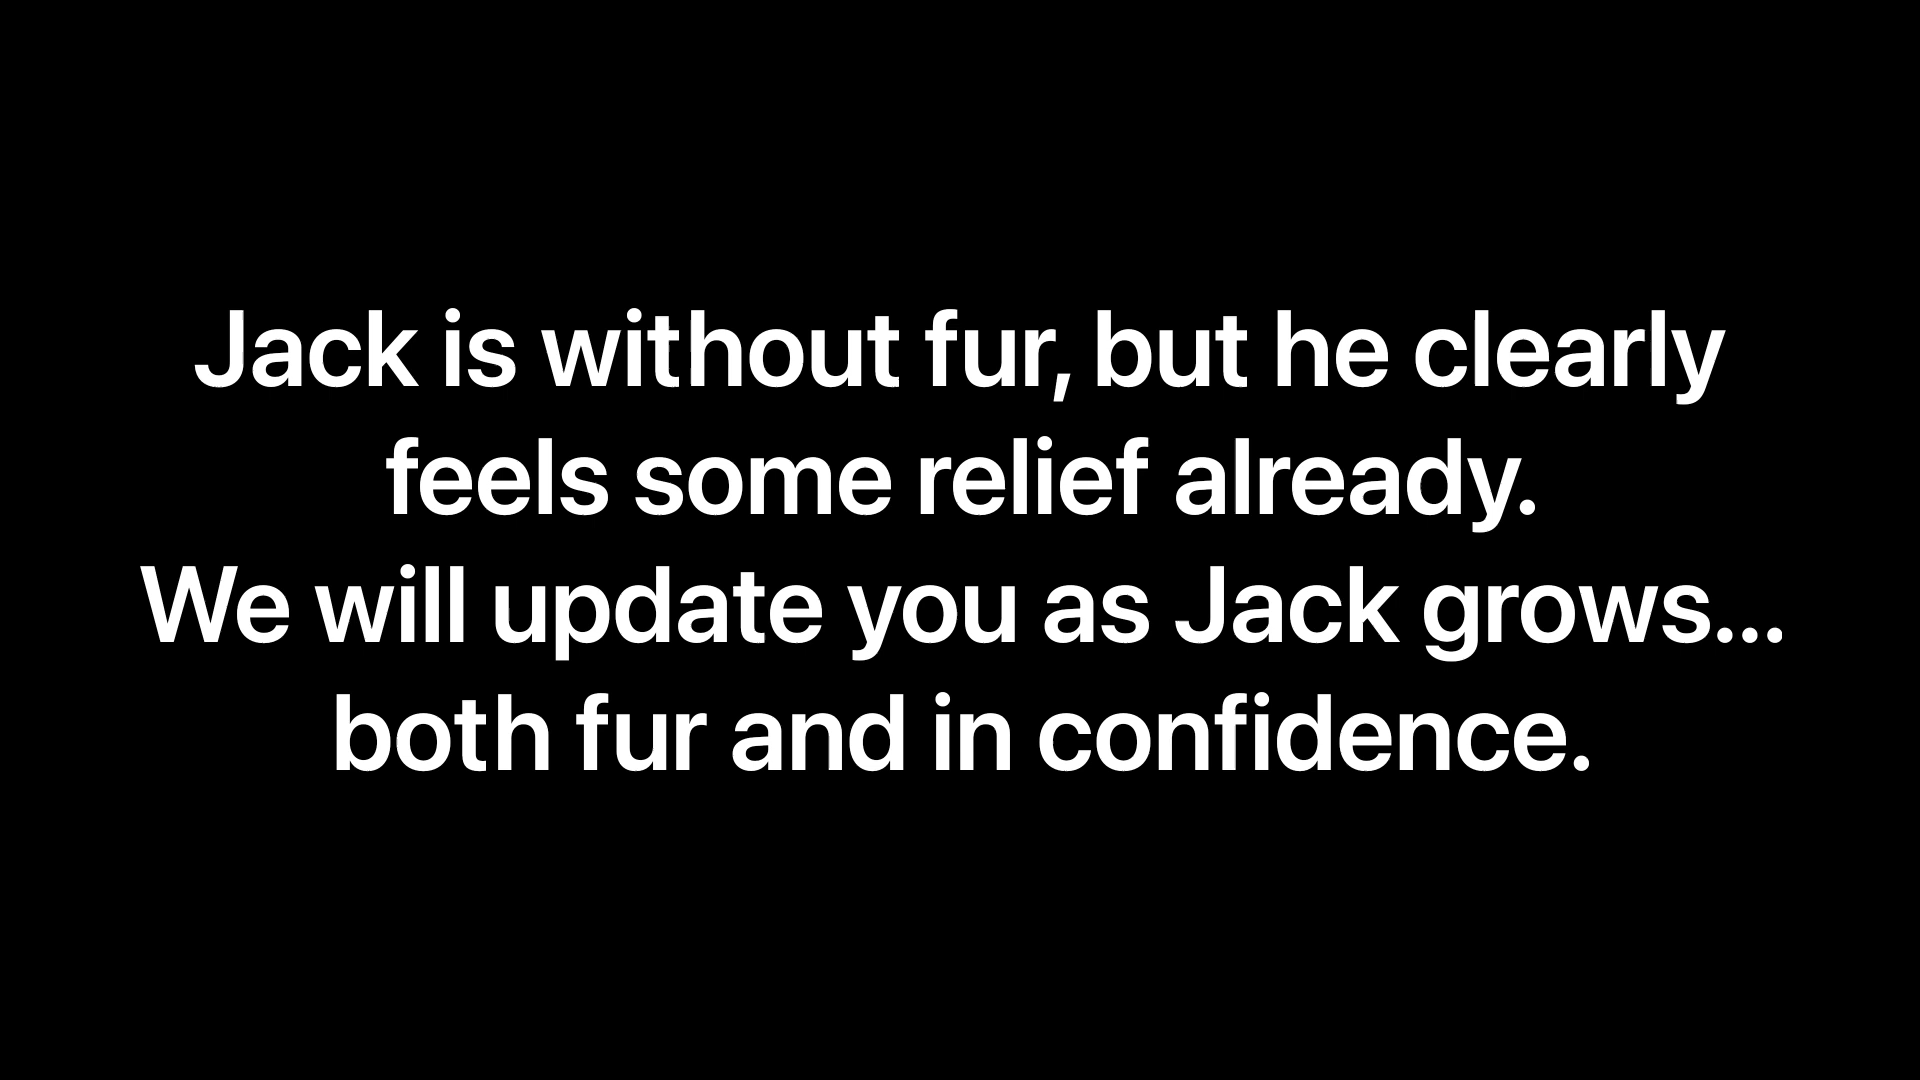 Jack is without fur, but he clearly
feels some relief already.
We will update you as Jack grows...
both fur and in confidence.